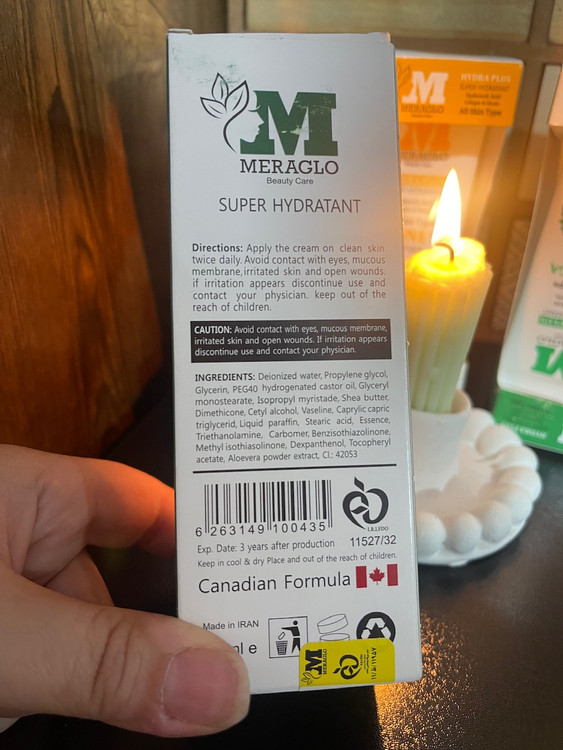 MERAGLO
Beauty Care
SUPER HYDRATANT
Directions: Apply the cream on clean skin
twice daily. Avoid contact with eyes, mucous
membrane, irritated skin and open wounds.
if irritation appears discontinue use and
contact your physician. keep out of the
reach of children.
CAUTION: Avoid contact with eyes, mucous membrane,
irritated skin and open wounds. If irritation appears
discontinue use and contact your physician.
INGREDIENTS: Deionized water, Propylene glycol,
Glycerin, PEG40 hydrogenated castor oil, Glyceryl
monostearate, Isopropyl myristade, Shea butter,
Dimethicone, Cetyl alcohol, Vaseline, Caprylic capric
triglycerid, Liquid paraffin, Stearic acid, Essence,
Triethanolamine, Carbomer, Benzisothiazolinone,
Methyl isothiasolinone, Dexpanthenol, Tocopheryl
acetate, Aloevera powder extract, CI.: 42053
6 263149 100435
11527/32
Exp. Date: 3 years after production
Keep in cool & dry Place and out of the reach of children.
Canadian Formula
Made in IRAN
ml e
MERAGLO
HYDRA PLUS
SUPER HYDRATANT
All Skin Type
MERAGLO